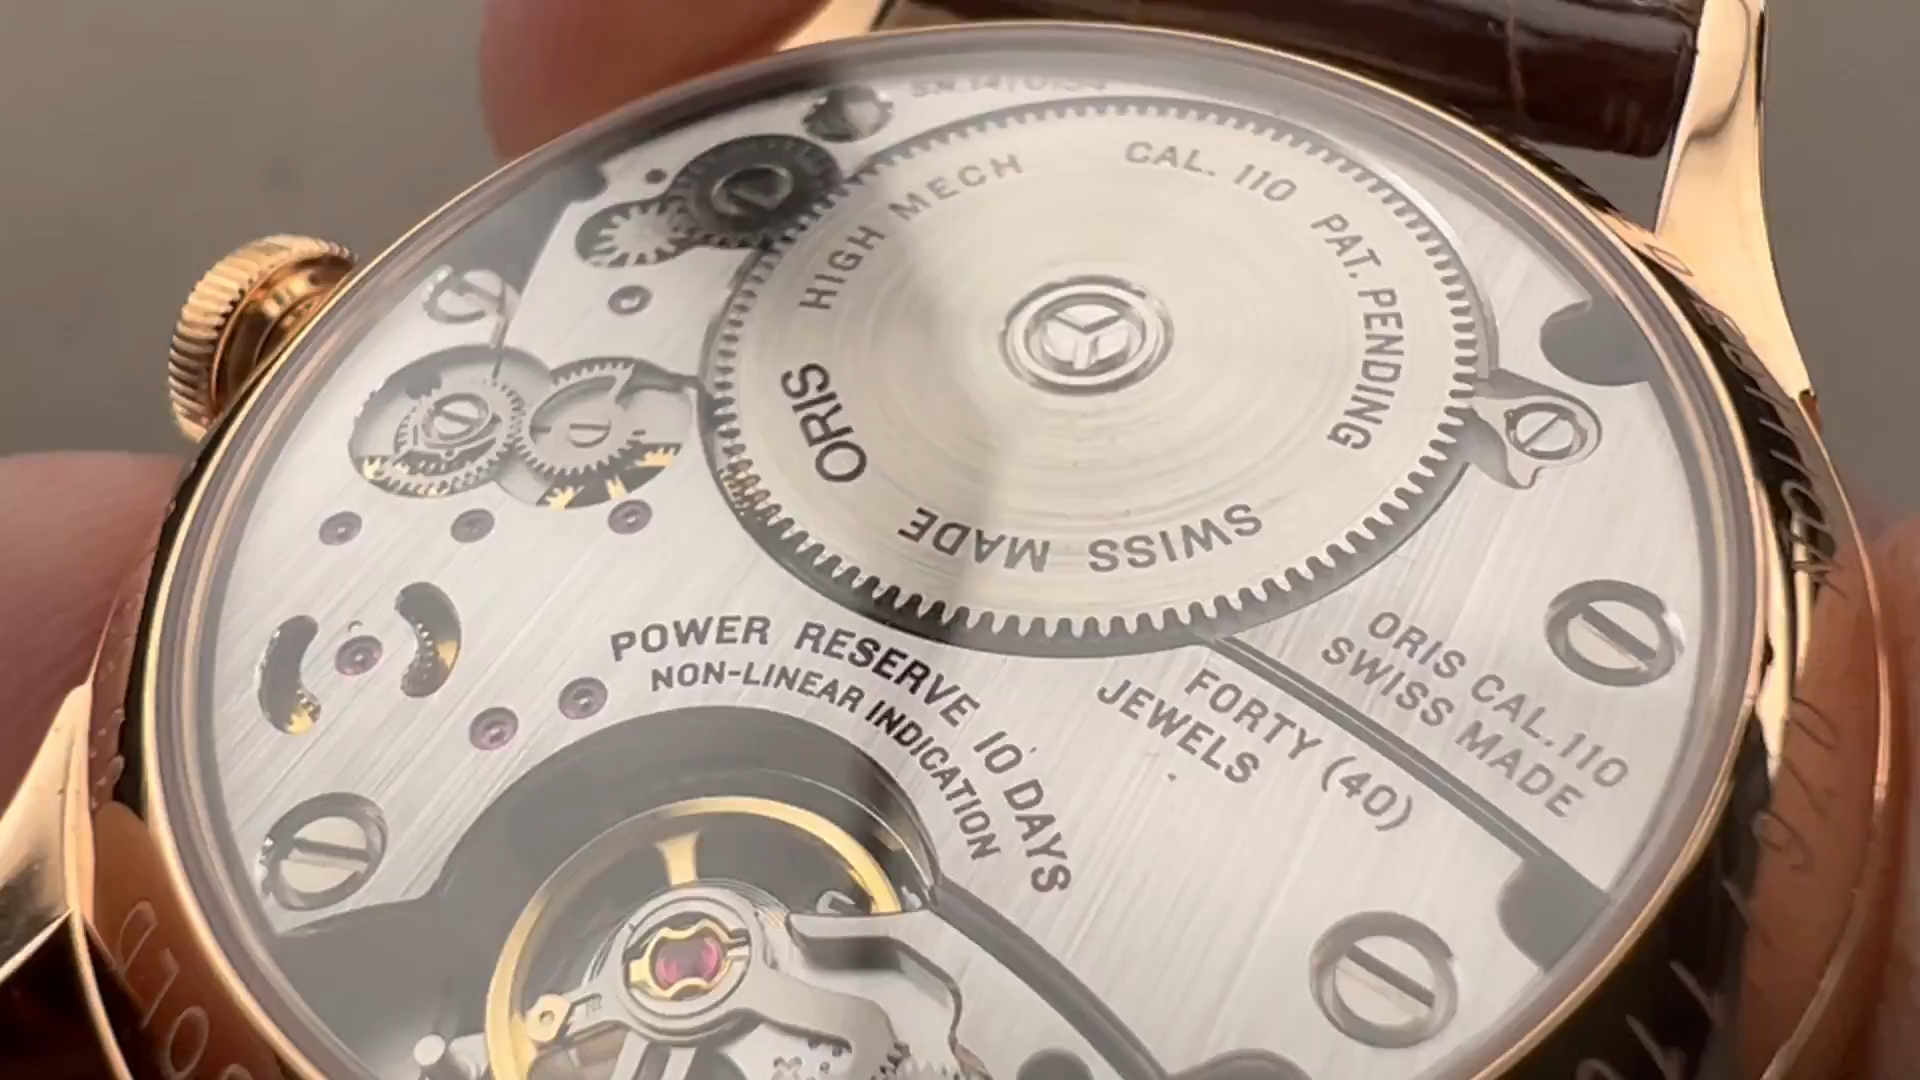 HIGH MECH
CAL. 110 PAT. PENDING
ORIS
SWISS MADE
POWER RESERVE 10 DAYS
NON-LINEAR INDICATION
FORTY (40)
JEWELS
ORIS CAL.110
SWISS MADE